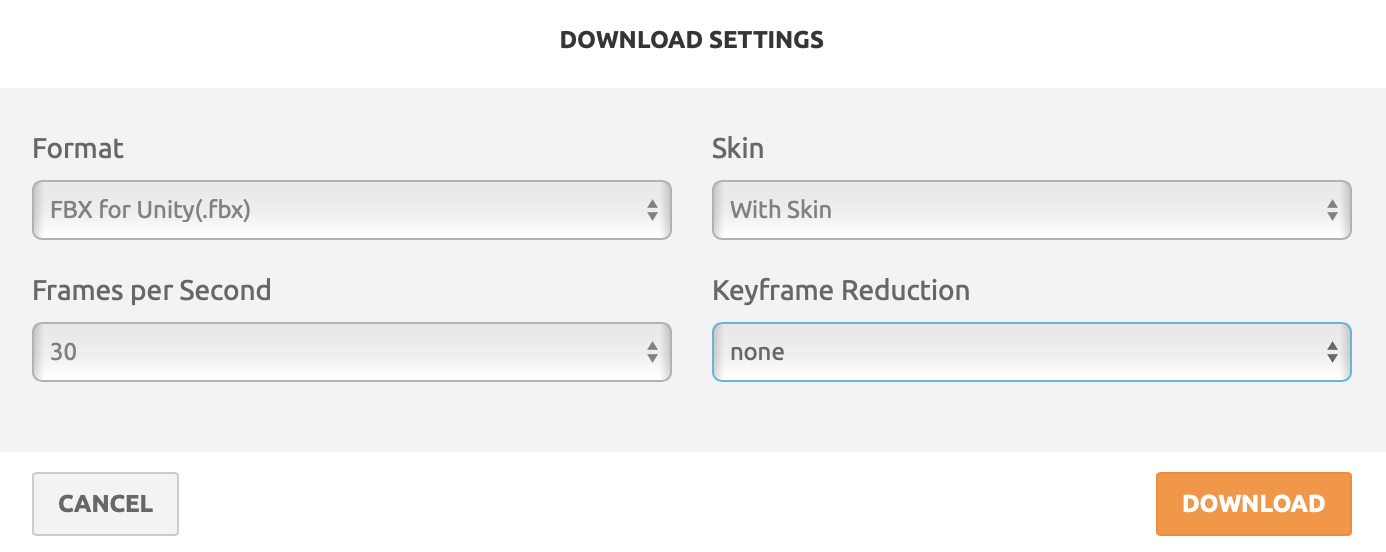 DOWNLOAD SETTINGS
Format
Skin
FBX for Unity(.fbx)
With Skin
Frames per Second
Keyframe Reduction
30
none
CANCEL
DOWNLOAD